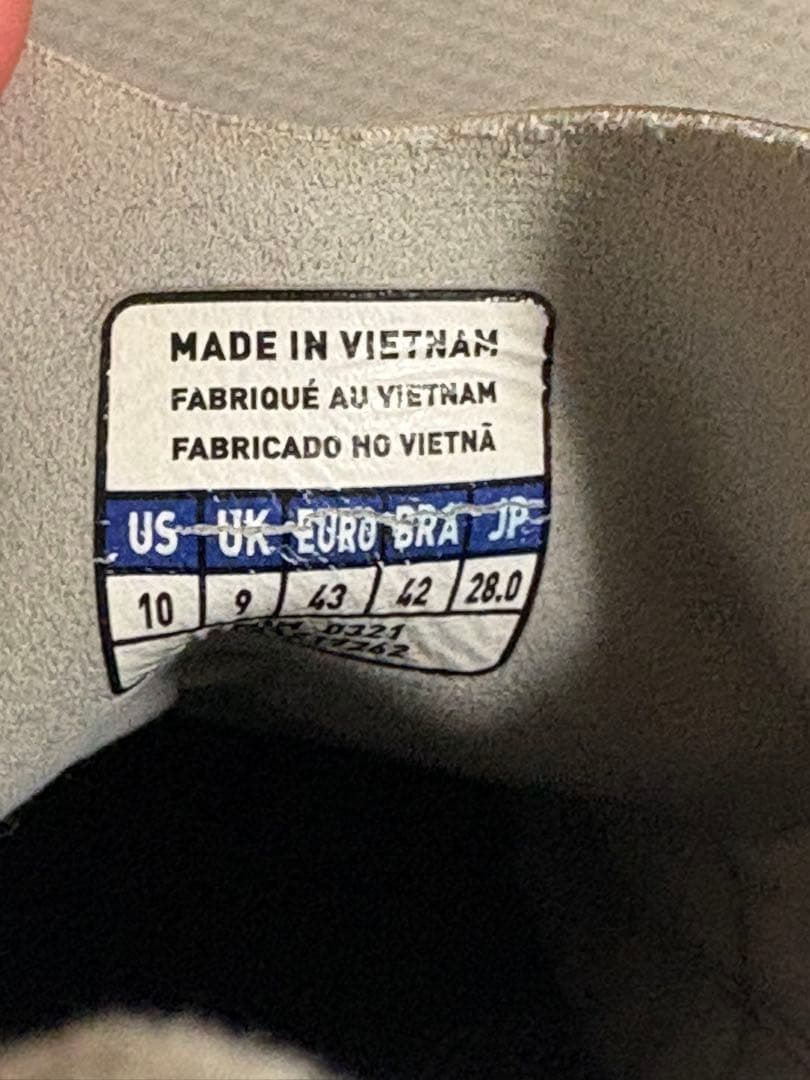 MADE IN VIETNAM
FABRIQUÉ AU VIETNAM
FABRICADO NO VIETNÃ
US UK EURO BRA JP
10 9 43 42 28.0
0321